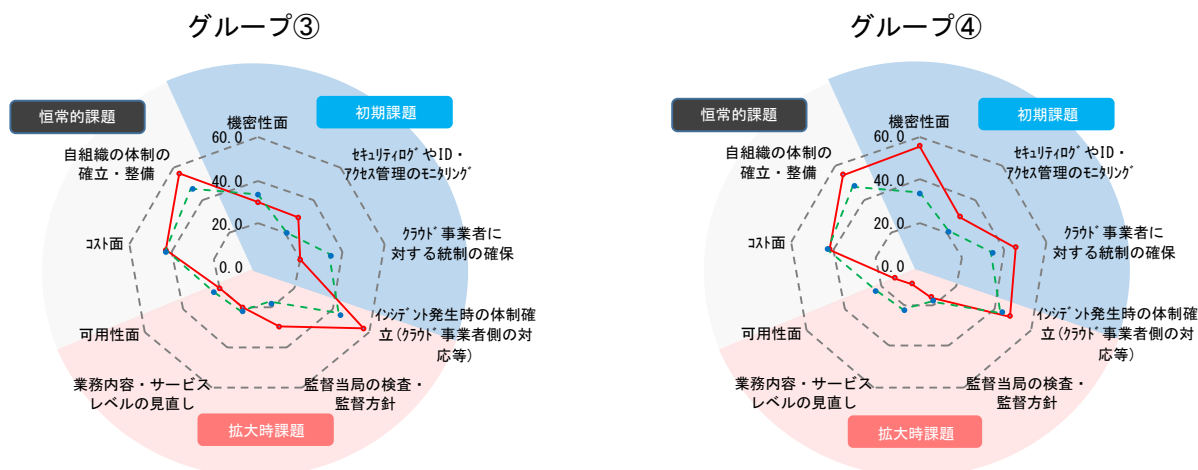 グループ③
恒常的課題
初期課題
機密性面
60.0
40.0
20.0
0.0
自組織の体制の
確立・整備
ｾｷｭﾘﾃｨﾛｸﾞやID・
ｱｸｾｽ管理のﾓﾆﾀﾘﾝｸﾞ
ｺｽﾄ面
ｸﾗｳﾄﾞ事業者に
対する統制の確保
可用性面
ｲﾝｼﾃﾞﾝﾄ発生時の体制確
立(ｸﾗｳﾄﾞ事業者側の対
応等)
業務内容・サービス
レベルの見直し
監督当局の検査・
監督方針
拡大時課題
グループ④
恒常的課題
初期課題
機密性面
60.0
40.0
20.0
0.0
自組織の体制の
確立・整備
ｾｷｭﾘﾃｨﾛｸﾞやID・
ｱｸｾｽ管理のﾓﾆﾀﾘﾝｸﾞ
ｺｽﾄ面
ｸﾗｳﾄﾞ事業者に
対する統制の確保
可用性面
ｲﾝｼﾃﾞﾝﾄ発生時の体制確
立(ｸﾗｳﾄﾞ事業者側の対応
等)
業務内容・サービス
レベルの見直し
監督当局の検査・
監督方針
拡大時課題